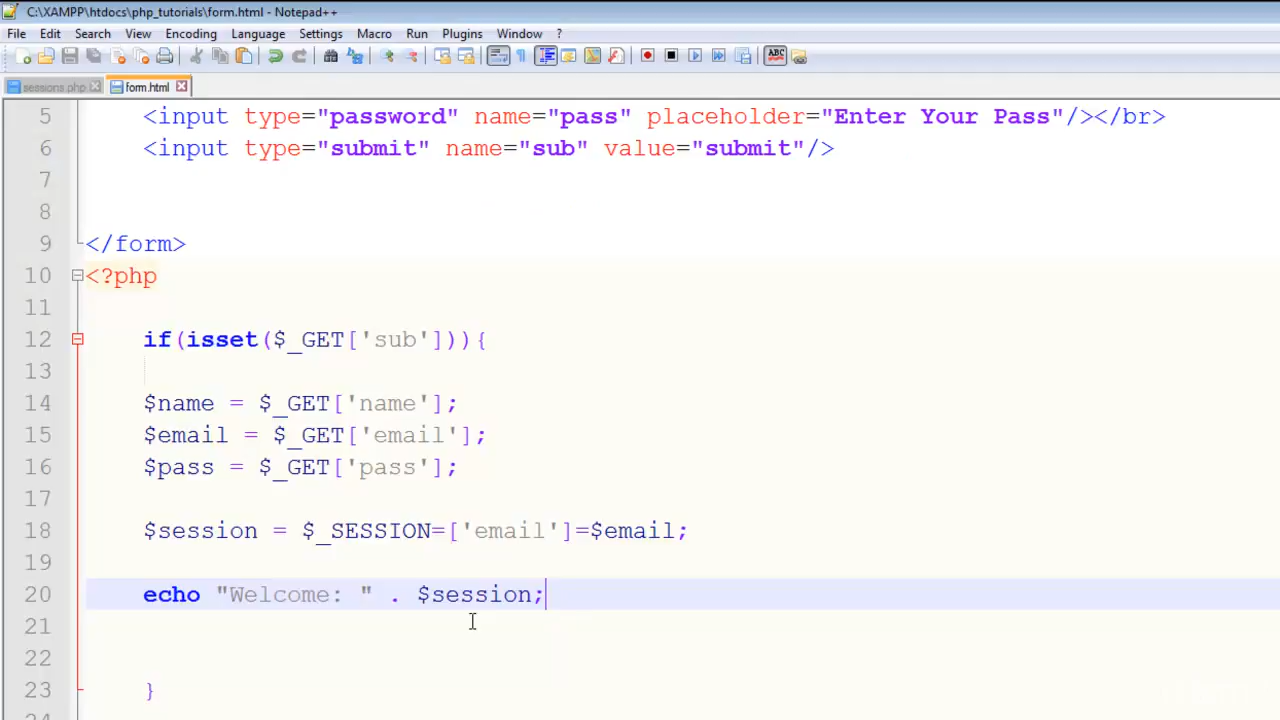 C:\XAMPP\htdocs\php_tutorials\form.html - Notepad++
File Edit Search View Encoding Language Settings Macro Run Plugins Window ?
ABC
sessions.php form.html
5 <input type="password" name="pass" placeholder="Enter Your Pass"/></br>
6 <input type="submit" name="sub" value="submit"/>
7
8
9 </form>
10 <?php
11
12 if(isset($_GET['sub'])){
13
14 $name = $_GET['name'];
15 $email = $_GET['email'];
16 $pass = $_GET['pass'];
17
18 $session = $_SESSION=['email']=$email;
19
20 echo "Welcome: " . $session;
21
22
23 }
24